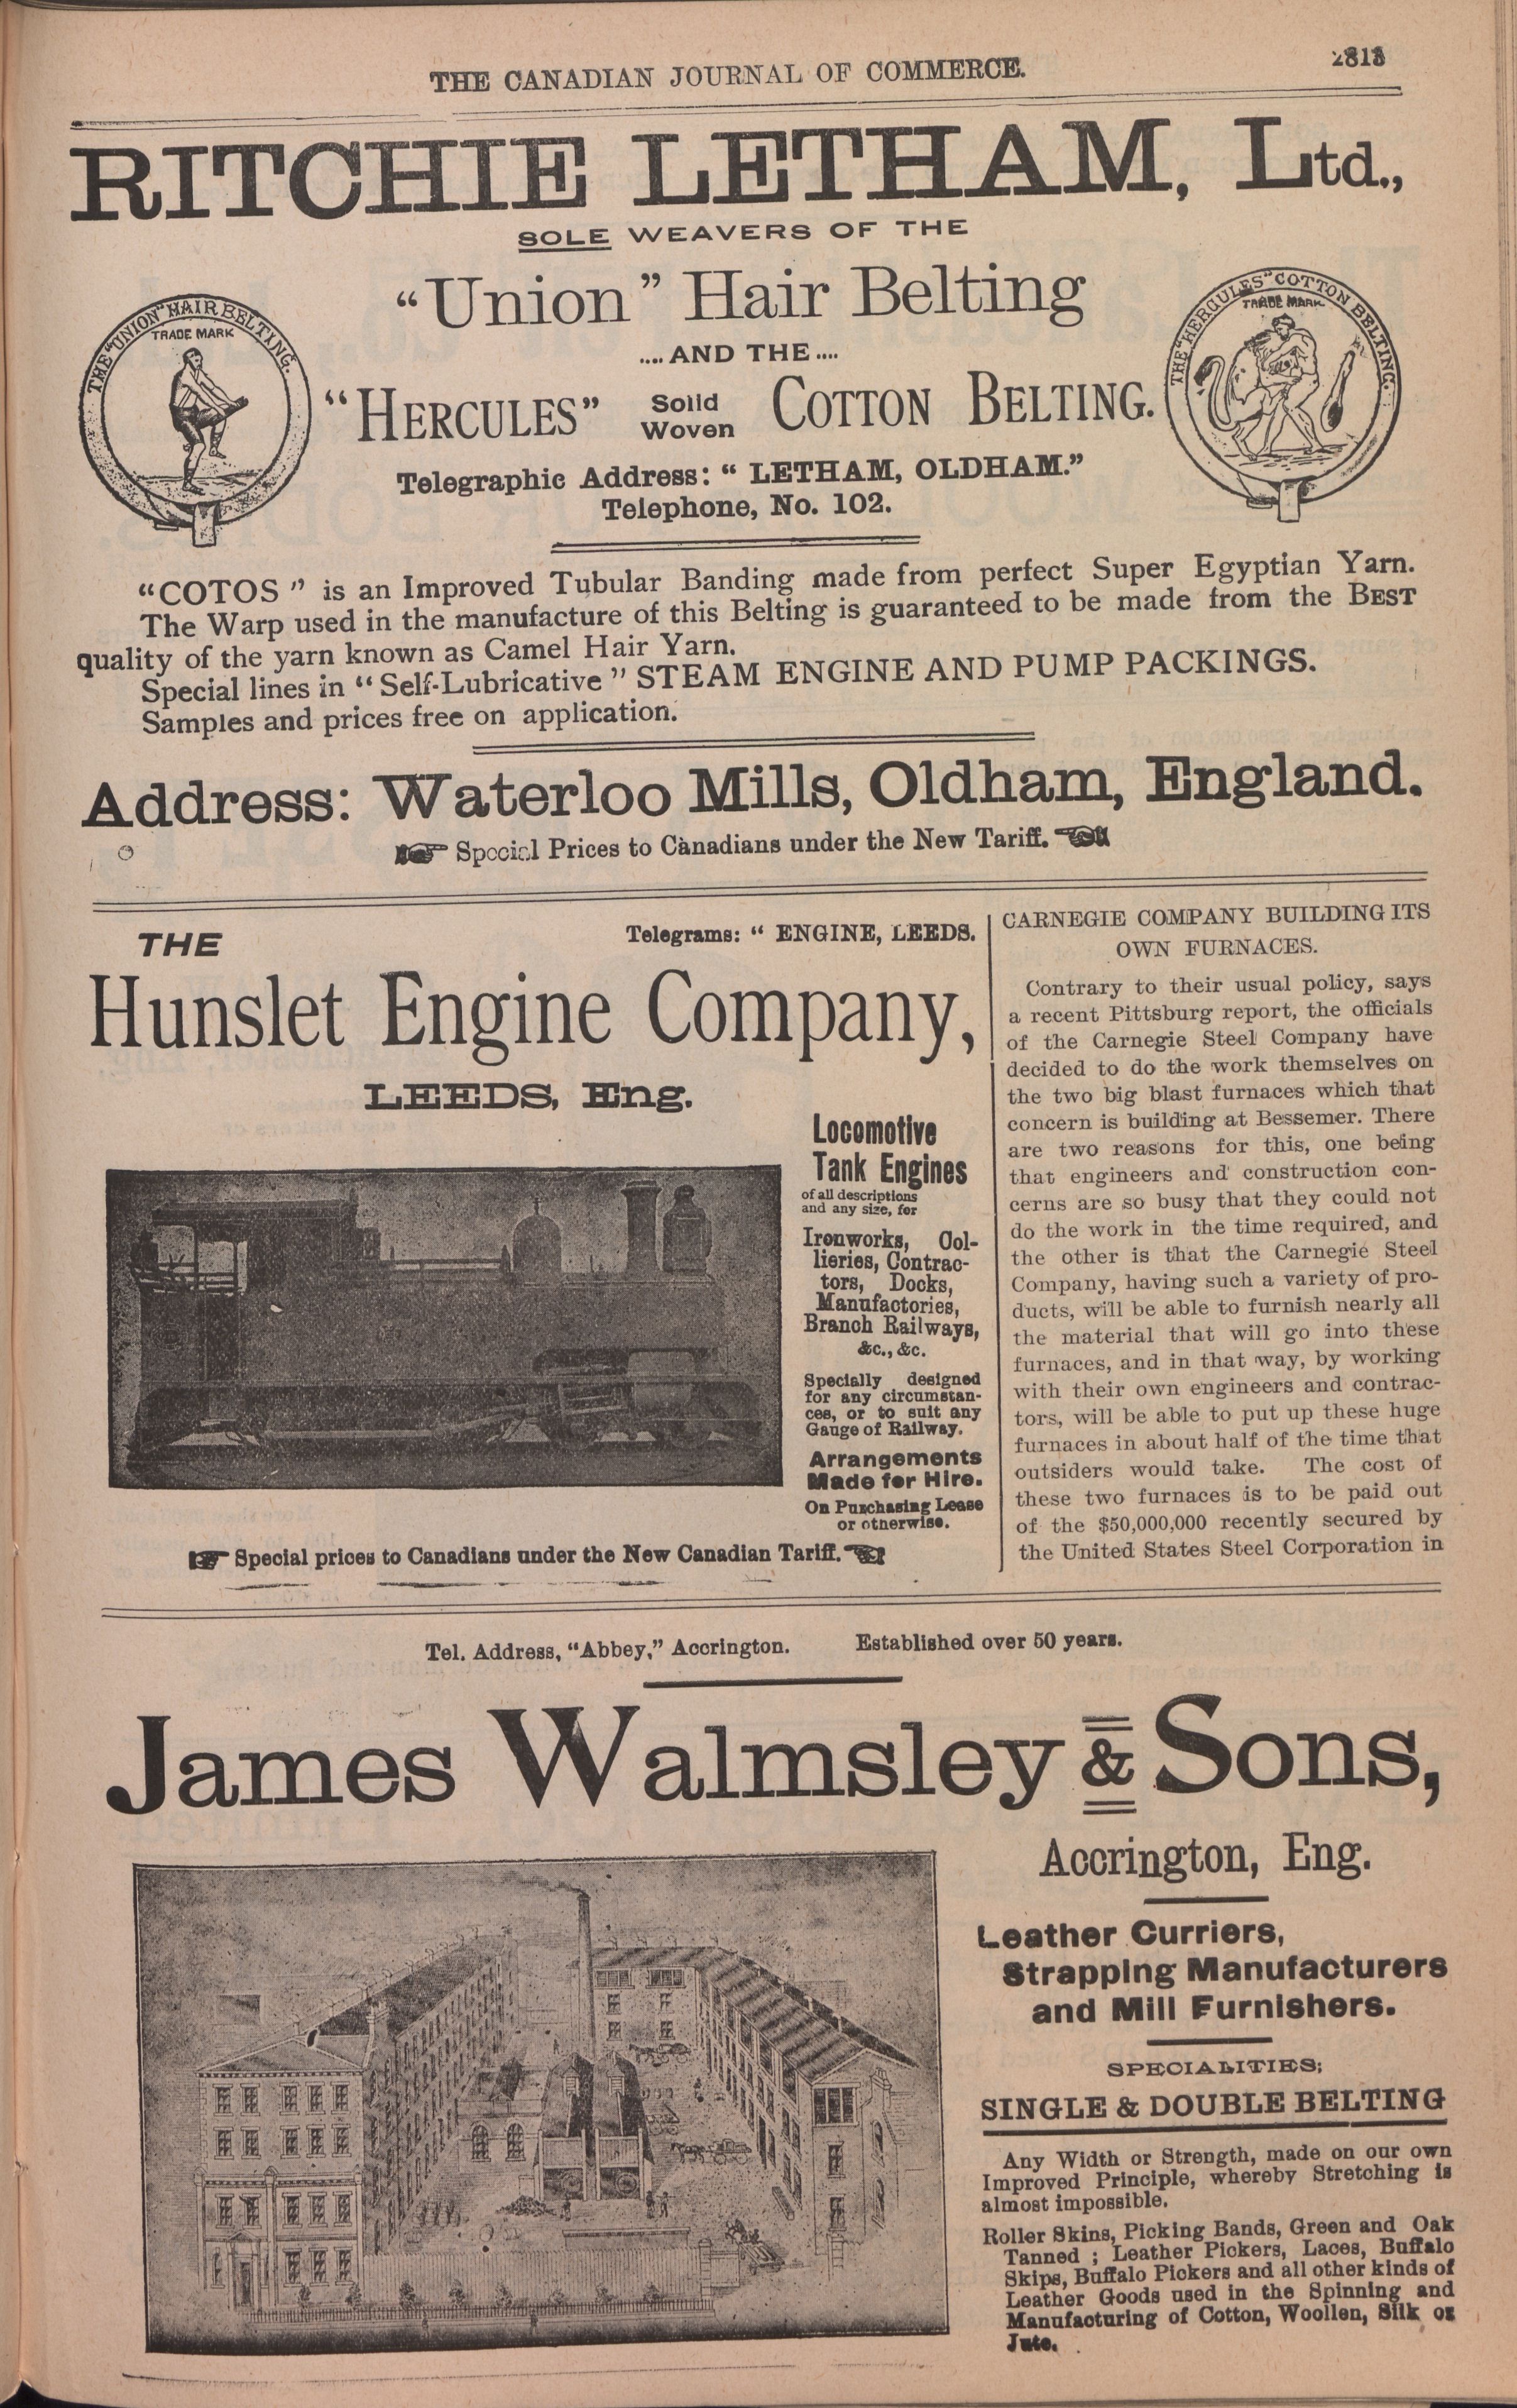 THE CANADIAN JOURNAL OF COMMERCE.
RITCHIE LETHAM, Ltd.,
SOLE WEAVERS OF THE
“Union” Hair Belting
....AND THE....
“HERCULES” Solid Woven COTTON BELTING.
THE "UNION" HAIR BELTING.
TRADE MARK
THE "HERCULES" COTTON BELTING.
TRADE MARK
Telegraphic Address: “ LETHAM, OLDHAM.”
Telephone, No. 102.
“COTOS” is an Improved Tubular Banding made from perfect Super Egyptian Yarn.
The Warp used in the manufacture of this Belting is guaranteed to be made from the BEST
quality of the yarn known as Camel Hair Yarn.
Special lines in “Self-Lubricative” STEAM ENGINE AND PUMP PACKINGS.
Samples and prices free on application.
Address: Waterloo Mills, Oldham, England.
Special Prices to Canadians under the New Tariff.
THE
Telegrams: “ ENGINE, LEEDS.
Hunslet Engine Company,
LEEDS, Eng.
Locomotive
Tank Engines
of all descriptions
and any size, for
Ironworks, Col-
lieries, Contrac-
tors, Docks,
Manufactories,
Branch Railways,
&c., &c.
Specially designed
for any circumstan-
ces, or to suit any
Gauge of Railway.
Arrangements
Made for Hire.
On Purchasing Lease
or otherwise.
Special prices to Canadians under the New Canadian Tariff.
CARNEGIE COMPANY BUILDING ITS
OWN FURNACES.
Contrary to their usual policy, says
a recent Pittsburg report, the officials
of the Carnegie Steel Company have
decided to do the work themselves on
the two big blast furnaces which that
concern is building at Bessemer. There
are two reasons for this, one being
that engineers and construction con-
cerns are so busy that they could not
do the work in the time required, and
the other is that the Carnegie Steel
Company, having such a variety of pro-
ducts, will be able to furnish nearly all
the material that will go into these
furnaces, and in that way, by working
with their own engineers and contrac-
tors, will be able to put up these huge
furnaces in about half of the time that
outsiders would take. The cost of
these two furnaces is to be paid out
of the $50,000,000 recently secured by
the United States Steel Corporation in
Tel. Address, “Abbey,” Accrington. Established over 50 years.
James Walmsley & Sons,
Accrington, Eng.
Leather Curriers,
Strapping Manufacturers
and Mill Furnishers.
SPECIALITIES;
SINGLE & DOUBLE BELTING
Any Width or Strength, made on our own
Improved Principle, whereby Stretching is
almost impossible.
Roller Skins, Picking Bands, Green and Oak
Tanned ; Leather Pickers, Laces, Buffalo
Skips, Buffalo Pickers and all other kinds of
Leather Goods used in the Spinning and
Manufacturing of Cotton, Woollen, Silk or
Jute.